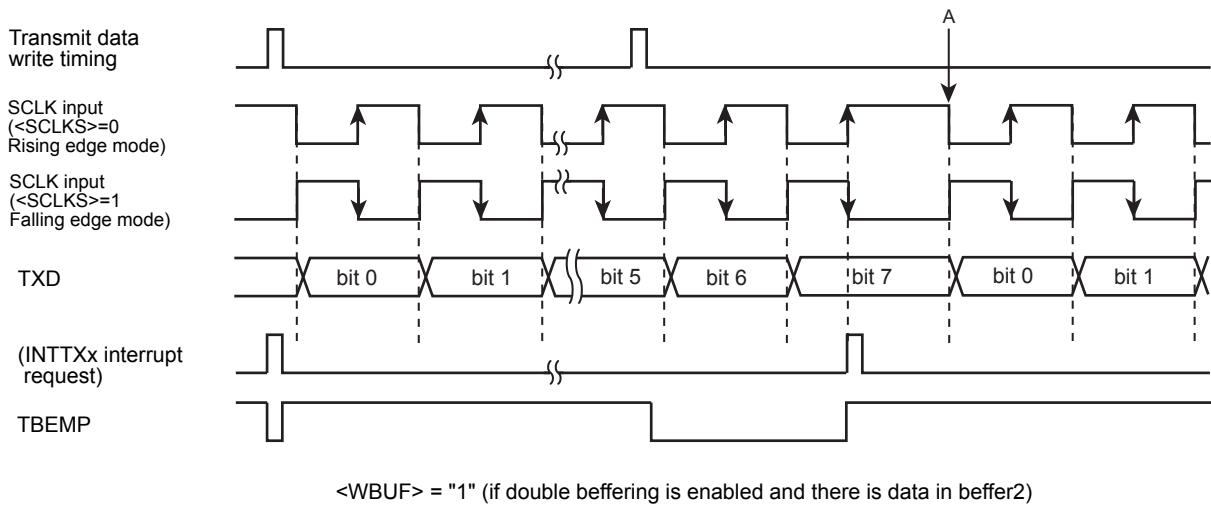 A
Transmit data
write timing
SCLK input
(<SCLKS>=0
Rising edge mode)
SCLK input
(<SCLKS>=1
Falling edge mode)
TXD
bit 0
bit 1
bit 5
bit 6
bit 7
bit 0
bit 1
(INTTXx interrupt
request)
TBEMP
<WBUF> = "1" (if double beffering is enabled and there is data in beffer2)